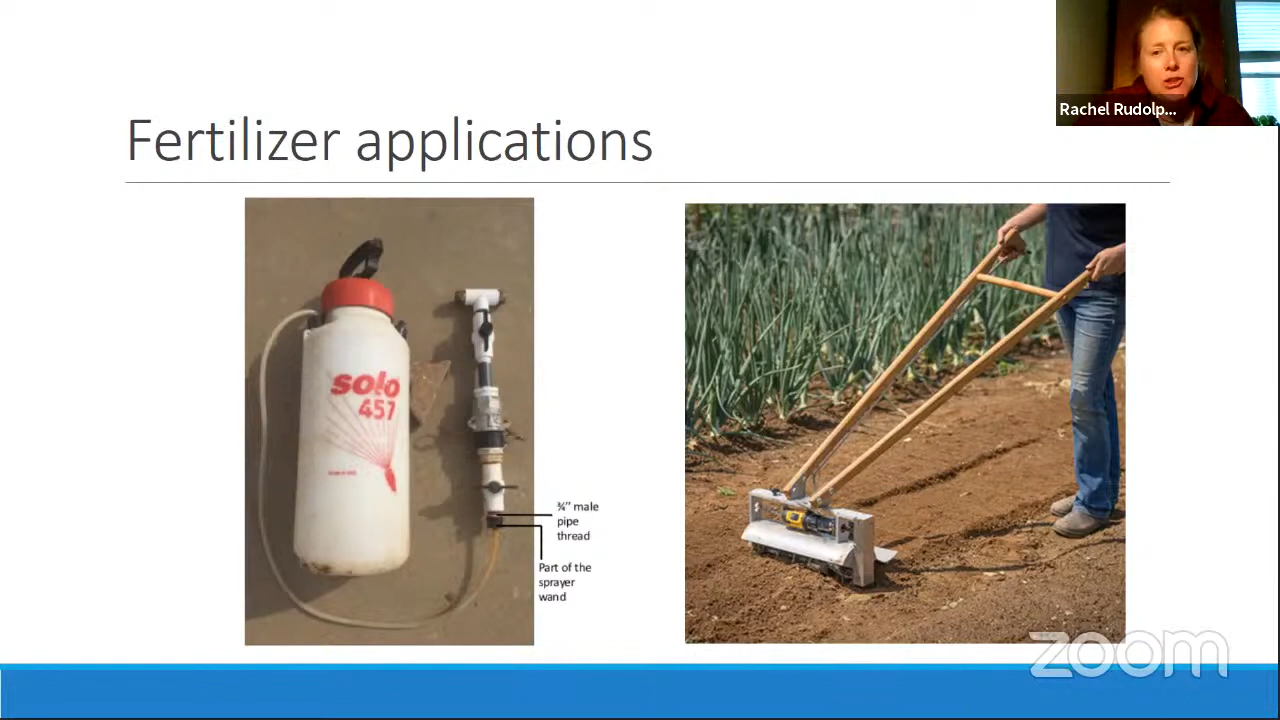 Rachel Rudolp...
Fertilizer applications
solo
457
¾" male
pipe
thread
Part of the
sprayer
wand
zoom